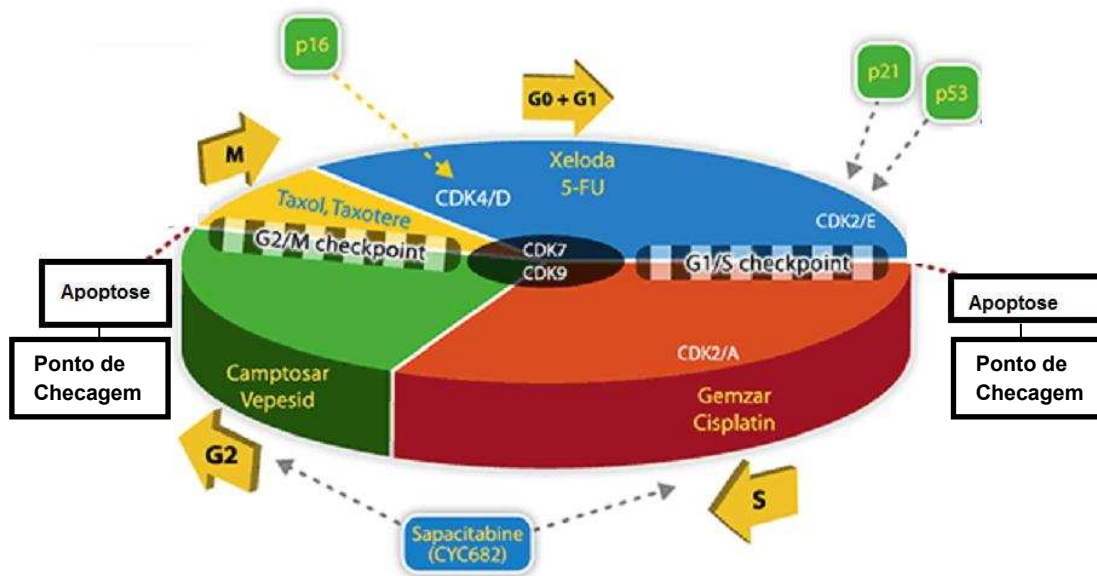 p16
G0 + G1
p21
p53
M
Xeloda
5-FU
CDK4/D
Taxol, Taxotere
CDK2/E
G2/M checkpoint
CDK7
CDK9
G1/S checkpoint
Apoptose
Ponto de
Checagem
Apoptose
Ponto de
Checagem
CDK2/A
Camptosar
Vepesid
Gemzar
Cisplatin
G2
S
Sapacitabine
(CYC682)